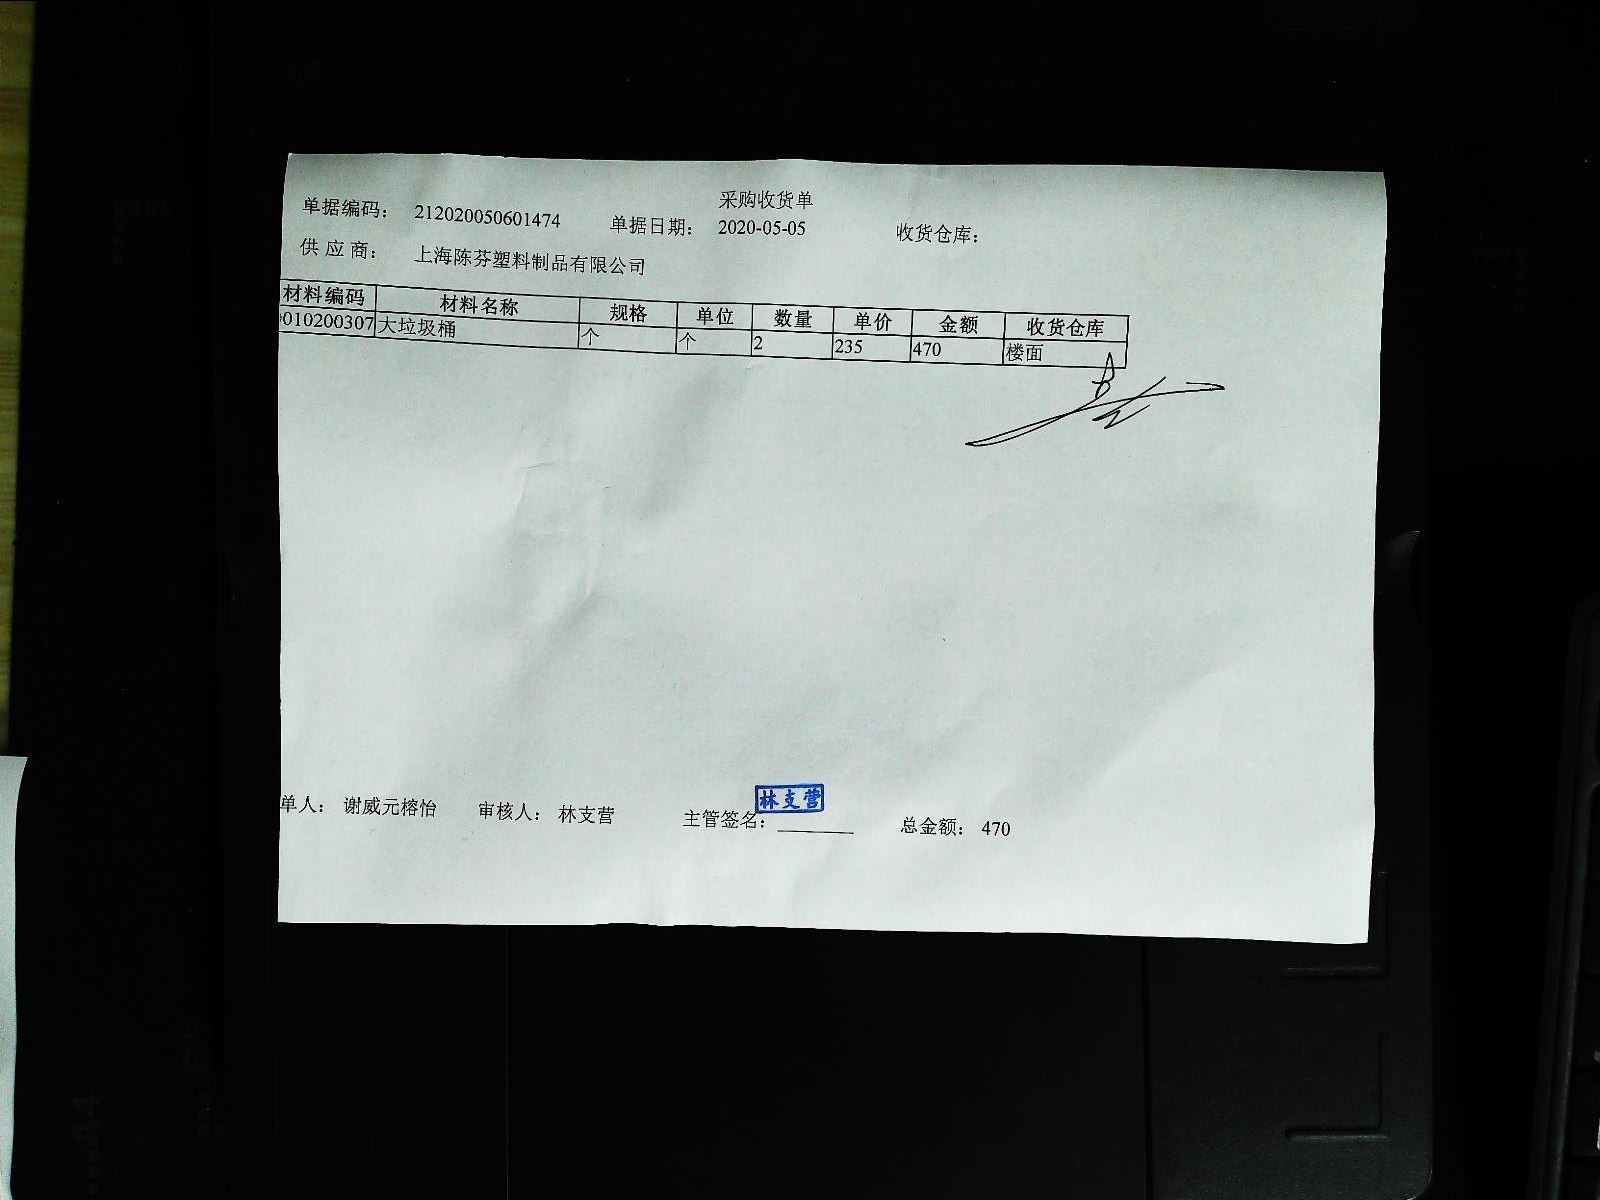 采购收货单
单据编码： 212020050601474 单据日期： 2020-05-05 收货仓库：
供 应 商： 上海陈芬塑料制品有限公司
材料编码 材料名称 规格 单位 数量 单价 金额 收货仓库
010200307 大垃圾桶 个 个 2 235 470 楼面
林支营
单人： 谢威元榕怡 审核人： 林支营 主管签名：________ 总金额： 470
A4